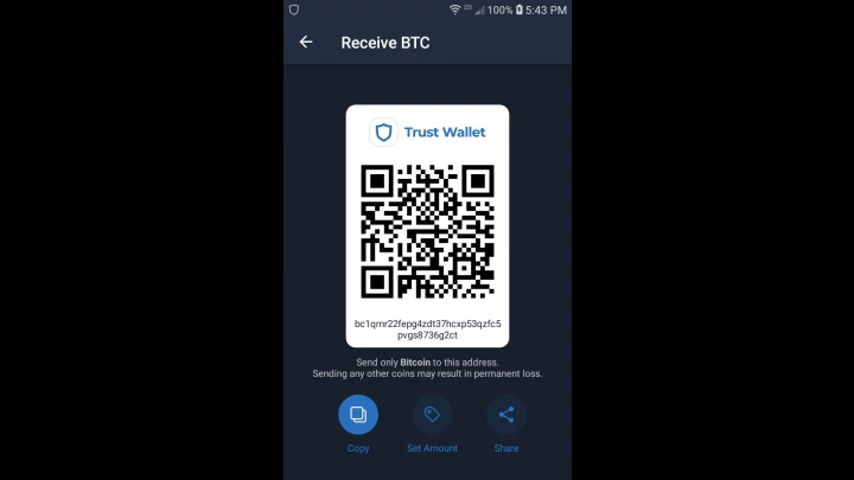 100% 5:43 PM
Receive BTC
Trust Wallet
bc1qrnr22fepg4zdt37hcxp53qzfc5
pvgs8736g2ct
Send only Bitcoin to this address.
Sending any other coins may result in permanent loss.
Copy Set Amount Share